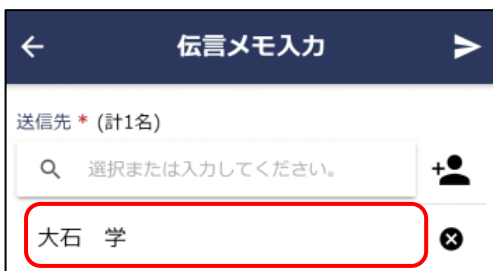 伝言メモ入力
送信先 * (計1名)
選択または入力してください。
大石　学